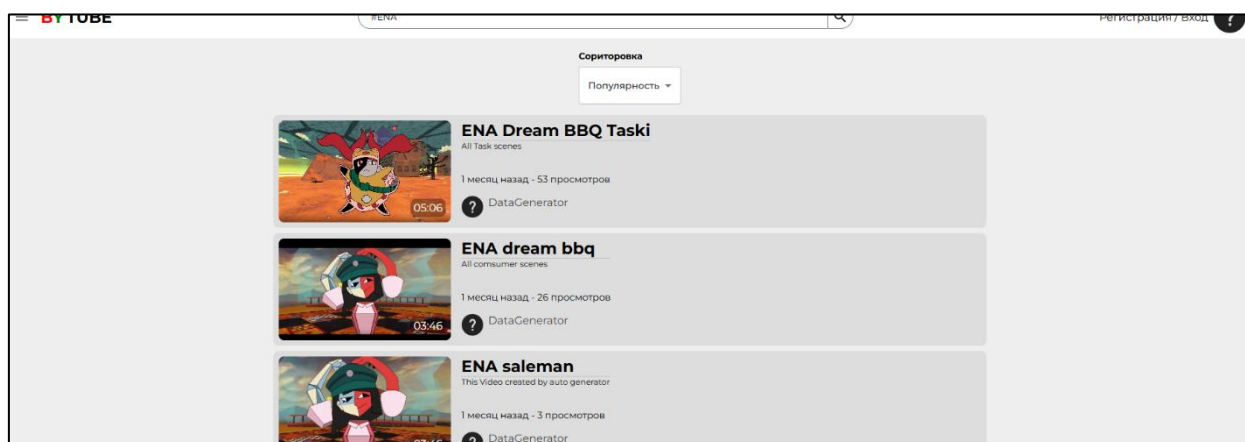 BYTUBE
#ENA
Регистрация / Вход
?
Сориторовка
Популярность
ENA Dream BBQ Taski
All Task scenes
1 месяц назад - 53 просмотров
05:06
? DataGenerator
ENA dream bbq
All comsumer scenes
1 месяц назад - 26 просмотров
03:46
? DataGenerator
ENA saleman
This Video created by auto generator
1 месяц назад - 3 просмотров
03:46
? DataGenerator